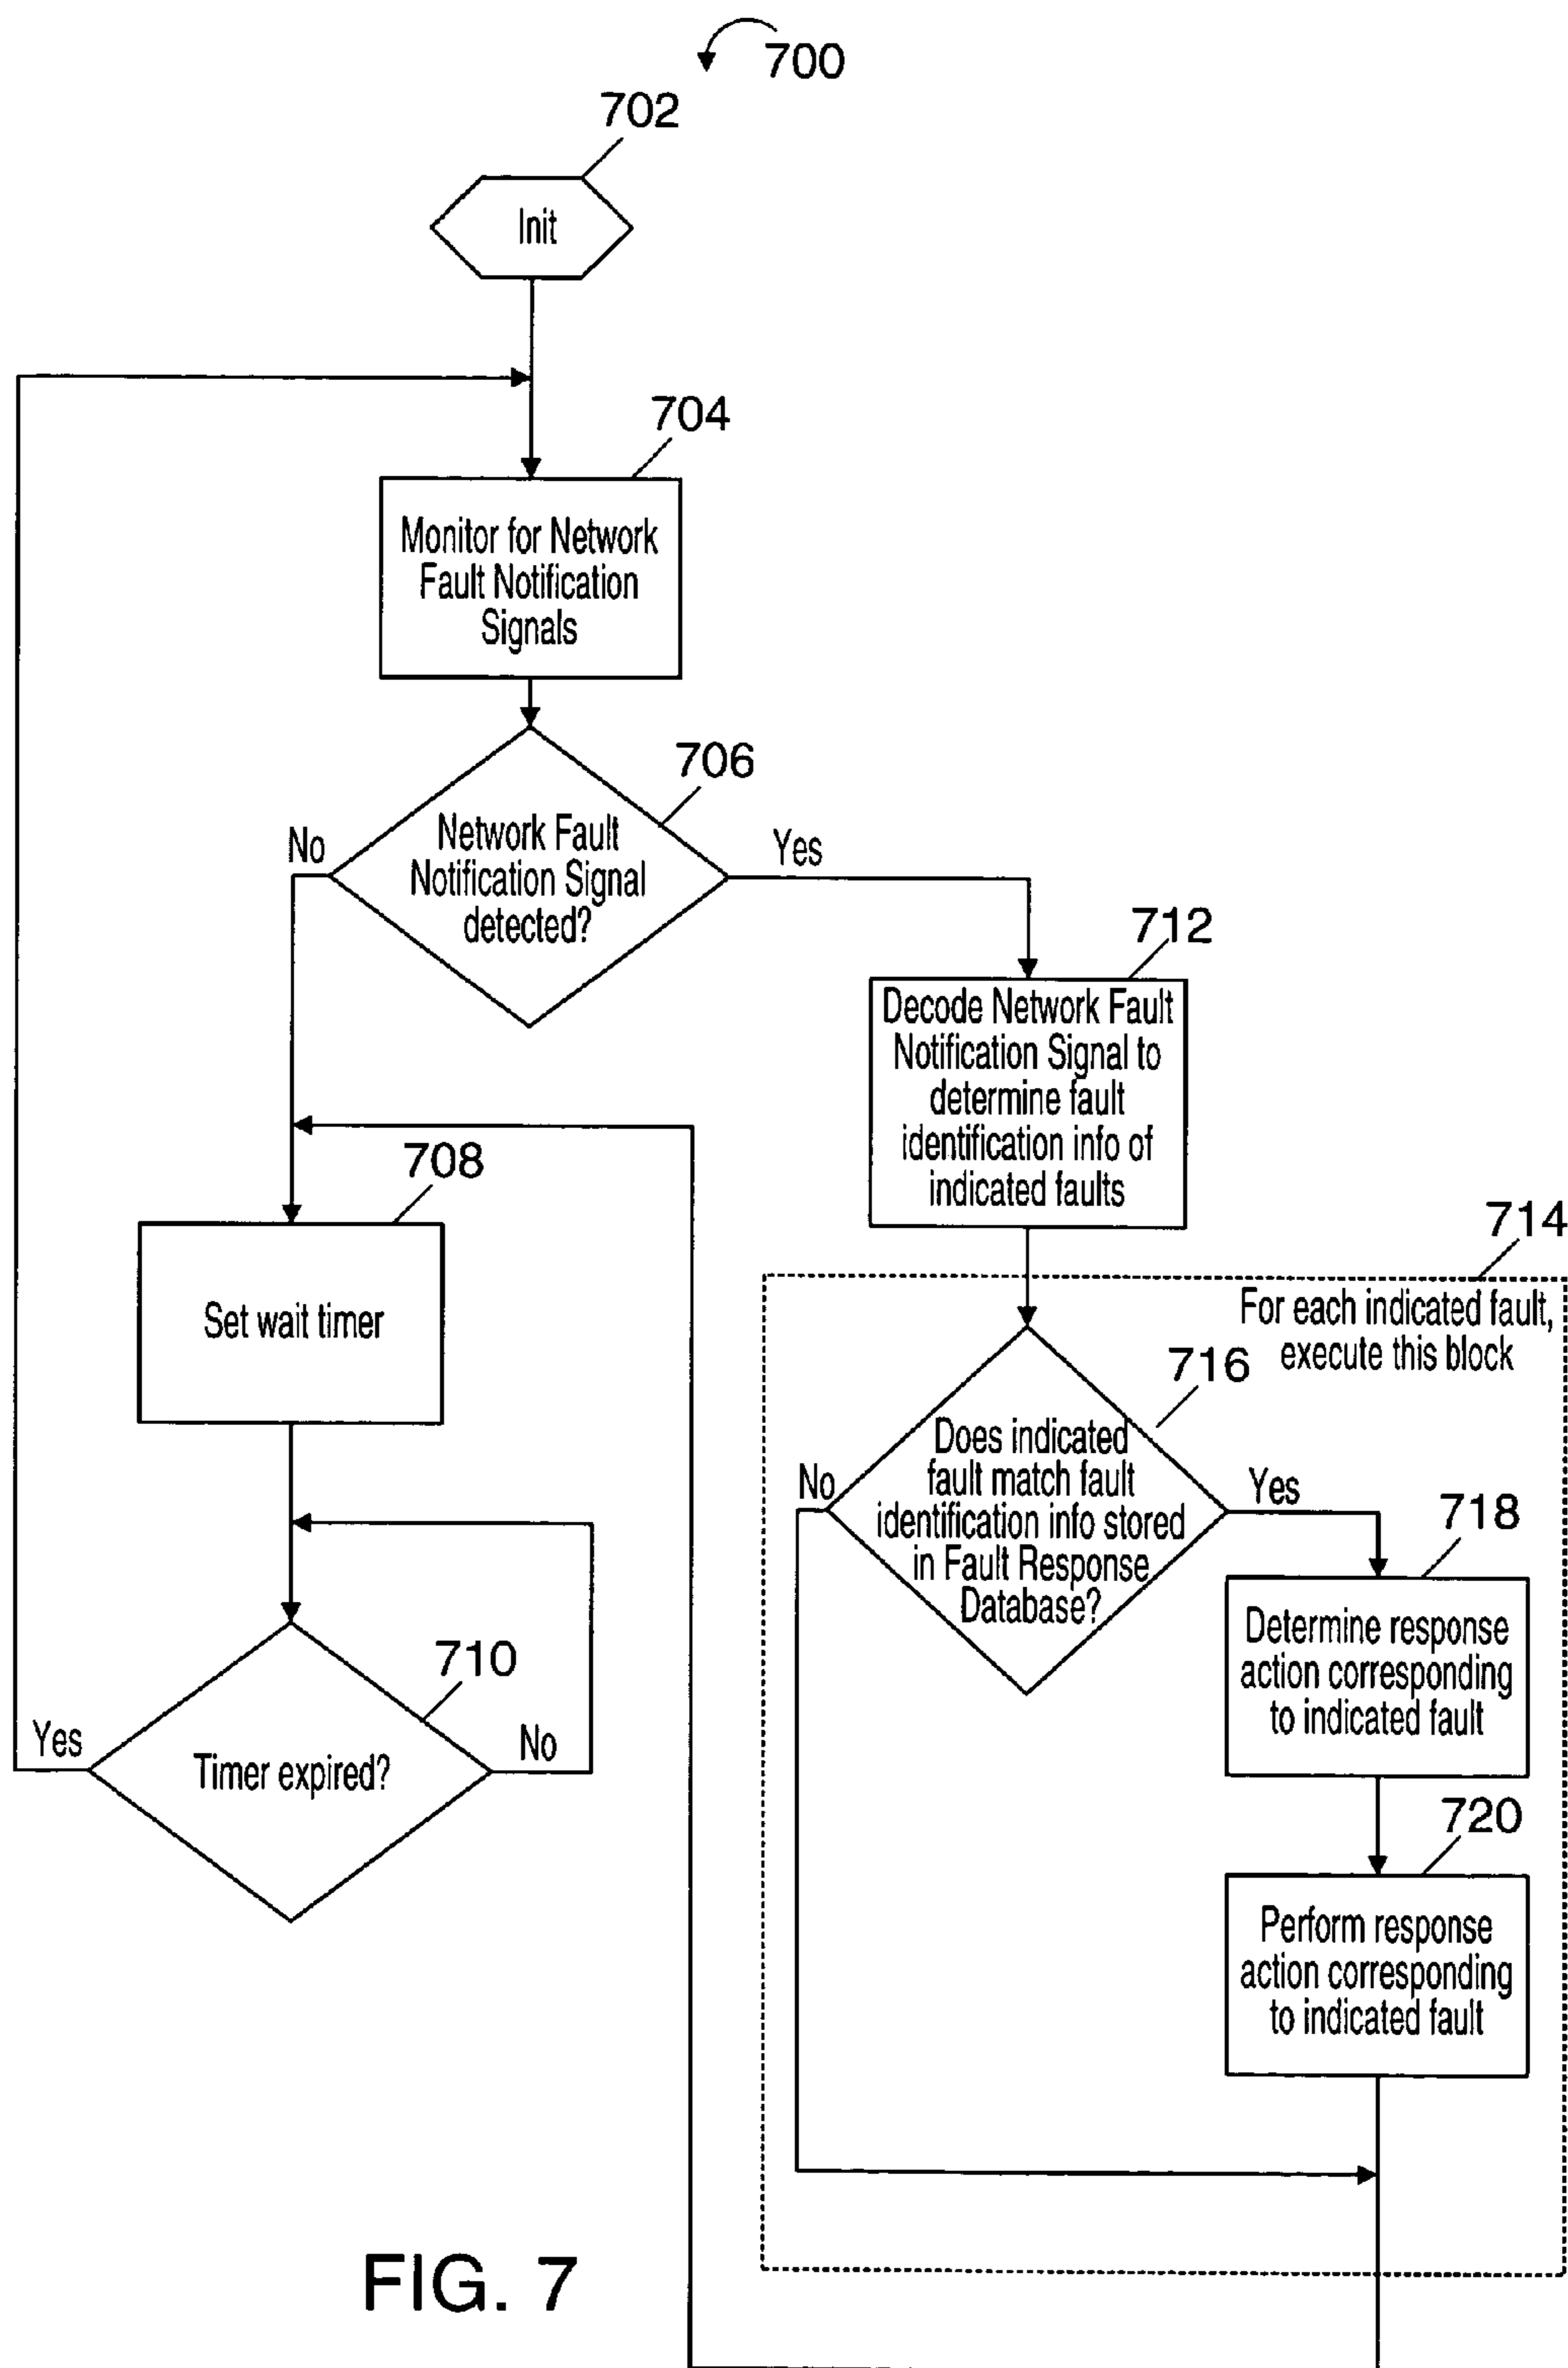 700
702
Init
704
Monitor for Network
Fault Notification
Signals
706
No
Network Fault
Notification Signal
detected?
Yes
712
Decode Network Fault
Notification Signal to
determine fault
identification info of
indicated faults
708
Set wait timer
714
For each indicated fault,
execute this block
716
Does indicated
fault match fault
identification info stored
in Fault Response
Database?
No
Yes
718
Determine response
action corresponding
to indicated fault
710
Yes
Timer expired?
No
720
Perform response
action corresponding
to indicated fault
FIG. 7